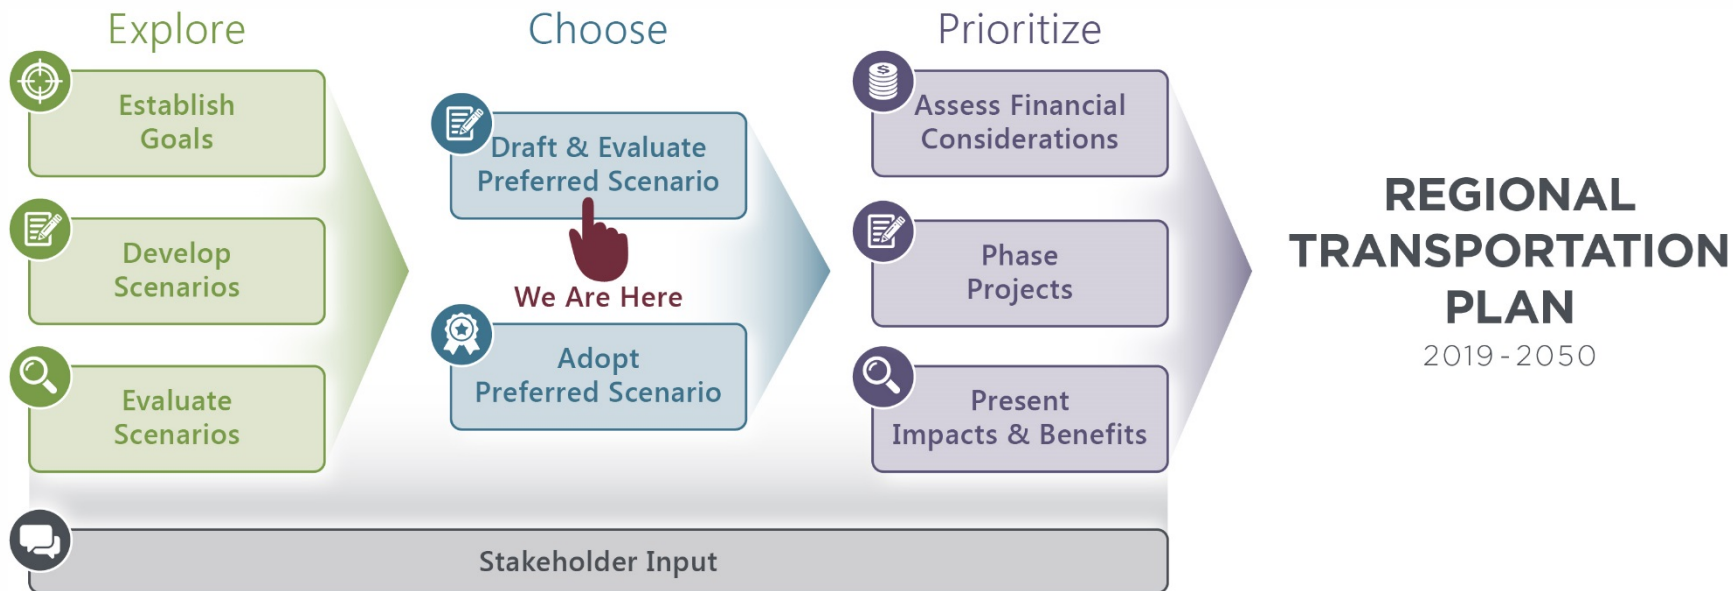 Explore
Establish
Goals
Develop
Scenarios
Evaluate
Scenarios
Choose
Draft & Evaluate
Preferred Scenario
We Are Here
Adopt
Preferred Scenario
Prioritize
$
Assess Financial
Considerations
Phase
Projects
Present
Impacts & Benefits
Stakeholder Input
REGIONAL
TRANSPORTATION
PLAN
2019-2050